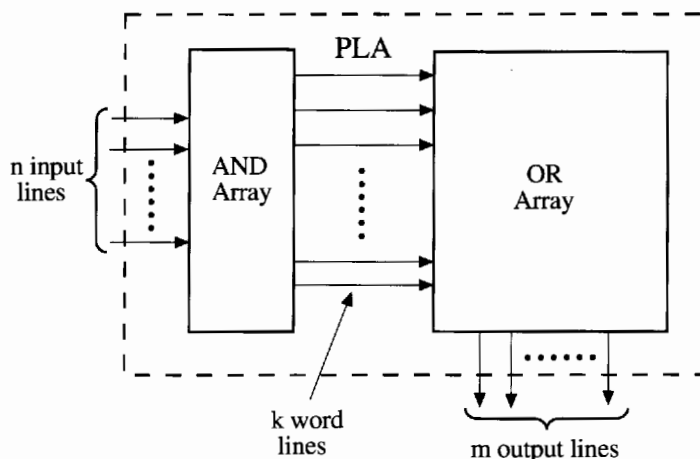 PLA
n input
lines
AND
Array
OR
Array
k word
lines
m output lines